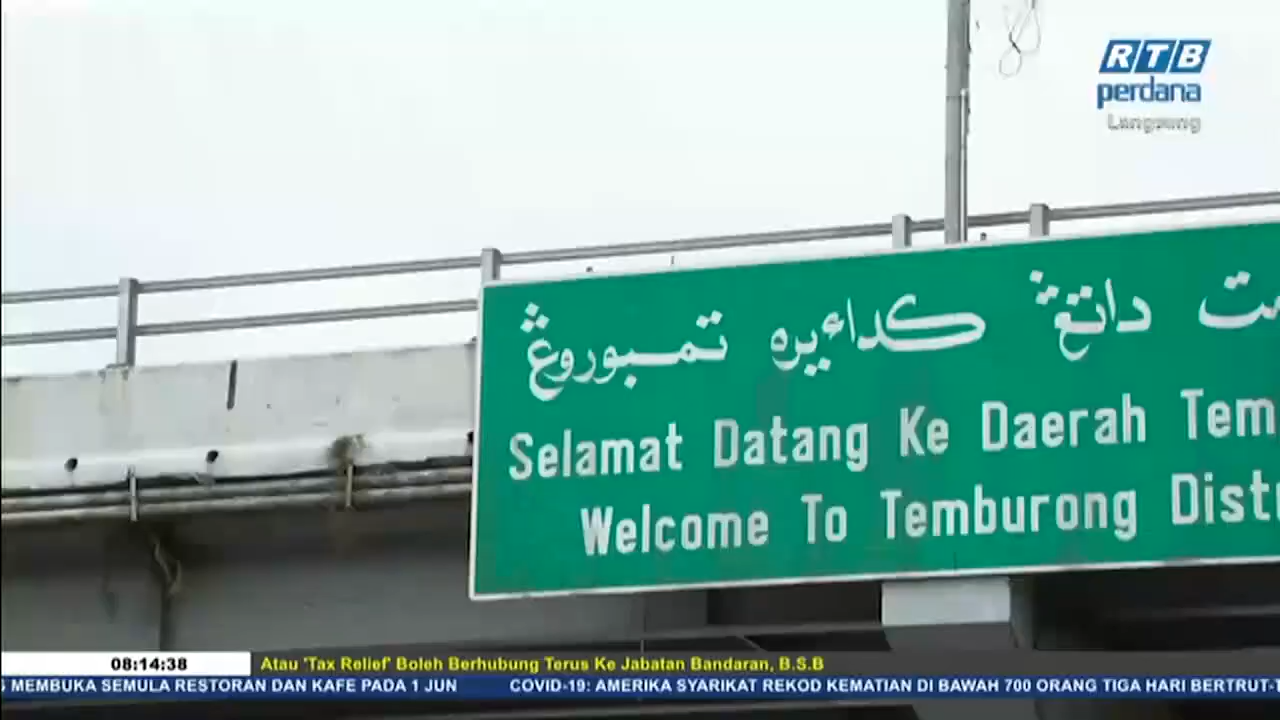 RTB
perdana
Langsung
دات​ڠ كداءيره تمبوروڠ
Selamat Datang Ke Daerah Tem
Welcome To Temburong Dist
08:14:38
Atau 'Tax Relief' Boleh Berhubung Terus Ke Jabatan Bandaran, B.S.B
MEMBUKA SEMULA RESTORAN DAN KAFE PADA 1 JUN
COVID-19: AMERIKA SYARIKAT REKOD KEMATIAN DI BAWAH 700 ORANG TIGA HARI BERTRUT-T